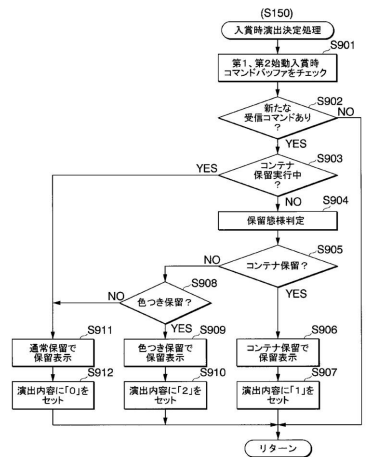 (S150)
入賞時演出決定処理
S901
第1、第2始動入賞時
コマンドバッファをチェック
S902
新たな
受信コマンドあり
?
NO
YES
S903
コンテナ
保留実行中
?
YES
NO
S904
保留態様判定
S905
コンテナ保留?
NO
YES
S908
色つき保留?
NO
YES
S911
通常保留で
保留表示
S909
色つき保留で
保留表示
S906
コンテナ保留で
保留表示
S912
演出内容に「0」を
セット
S910
演出内容に「2」を
セット
S907
演出内容に「1」を
セット
リターン